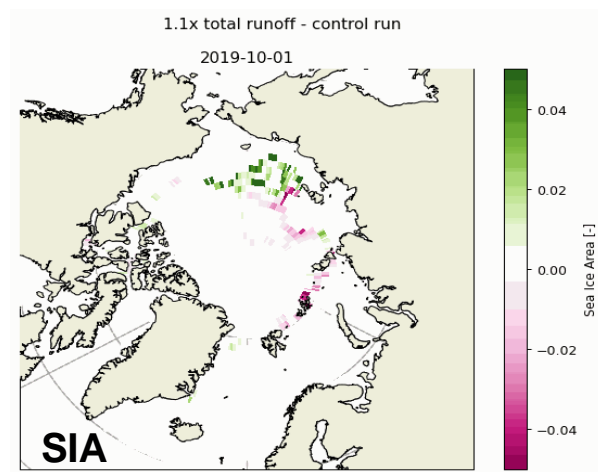 1.1x total runoff - control run
2019-10-01
0.04
0.02
0.00
−0.02
−0.04
Sea Ice Area [-]
SIA